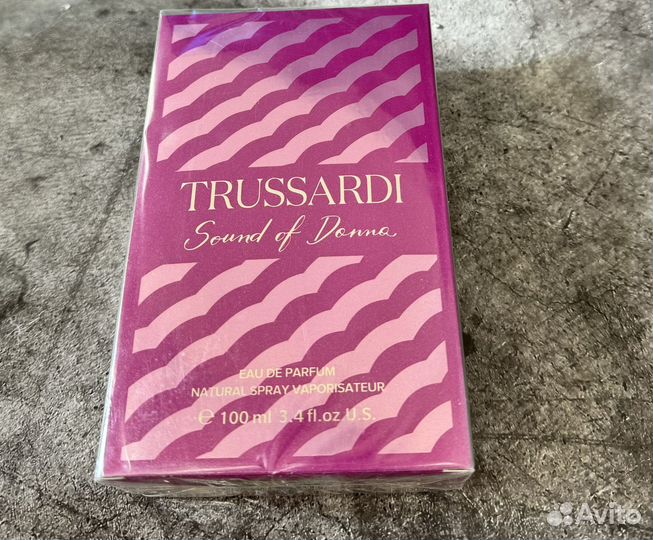 TRUSSARDI
Sound of Donna
EAU DE PARFUM
NATURAL SPRAY VAPORISATEUR
℮ 100 ml 3.4 fl.oz U.S.
Avito